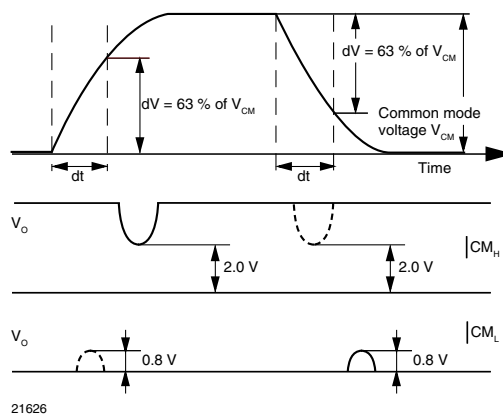 dV = 63 % of V_CM
dV = 63 % of V_CM
Common mode
voltage V_CM
dt
dt
Time
V_O
|CM_H
2.0 V
2.0 V
V_O
|CM_L
0.8 V
0.8 V
21626